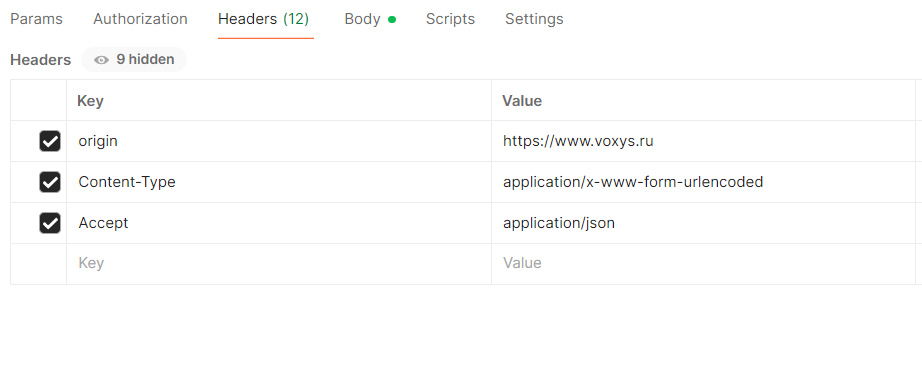 Params Authorization Headers (12) Body Scripts Settings
Headers 9 hidden
Key Value
origin https://www.voxys.ru
Content-Type application/x-www-form-urlencoded
Accept application/json
Key Value